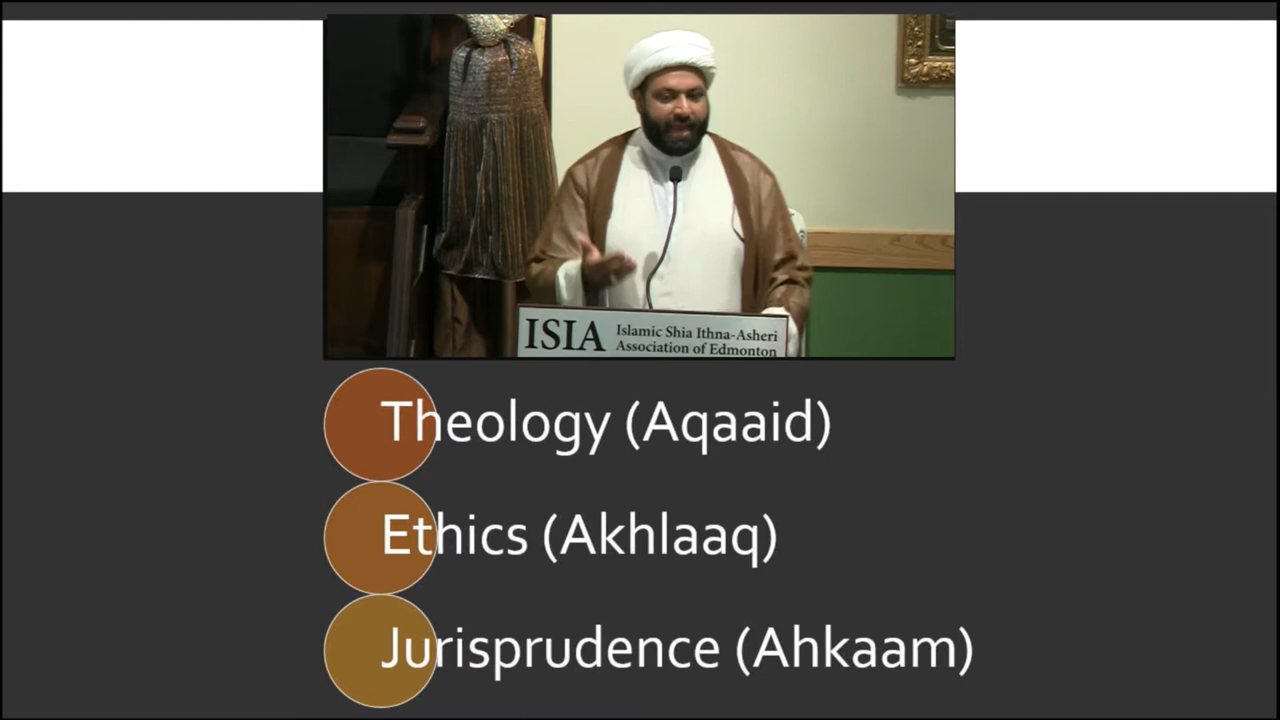 ISIA
Islamic Shia Ithna-Asheri
Association of Edmonton
Theology (Aqaaid)
Ethics (Akhlaaq)
Jurisprudence (Ahkaam)